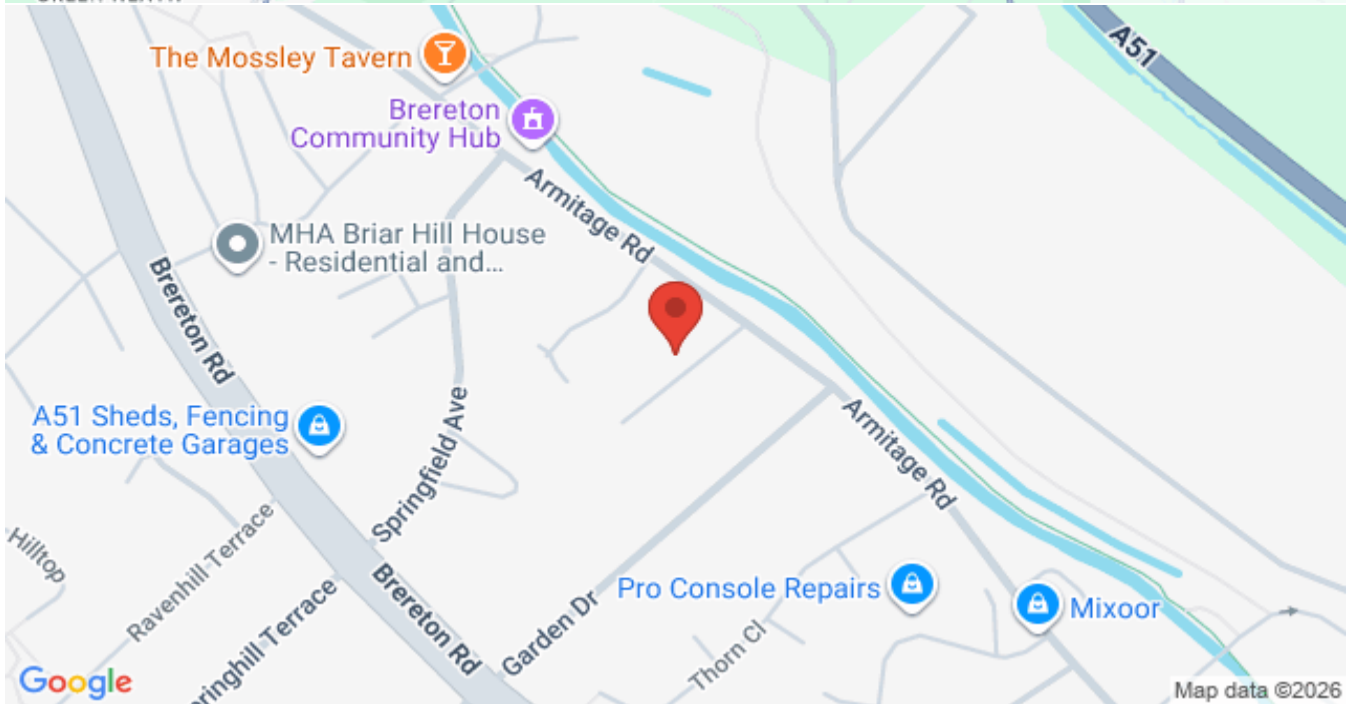 A51
The Mossley Tavern
Brereton
Community Hub
Armitage Rd
MHA Briar Hill House
- Residential and...
Brereton Rd
A51 Sheds, Fencing
& Concrete Garages
Springfield Ave
Armitage Rd
Hilltop
Ravenhill Terrace
Brereton Rd
Garden Dr
Pro Console Repairs
Mixoor
Thorn Cl
Google
Map data ©2026